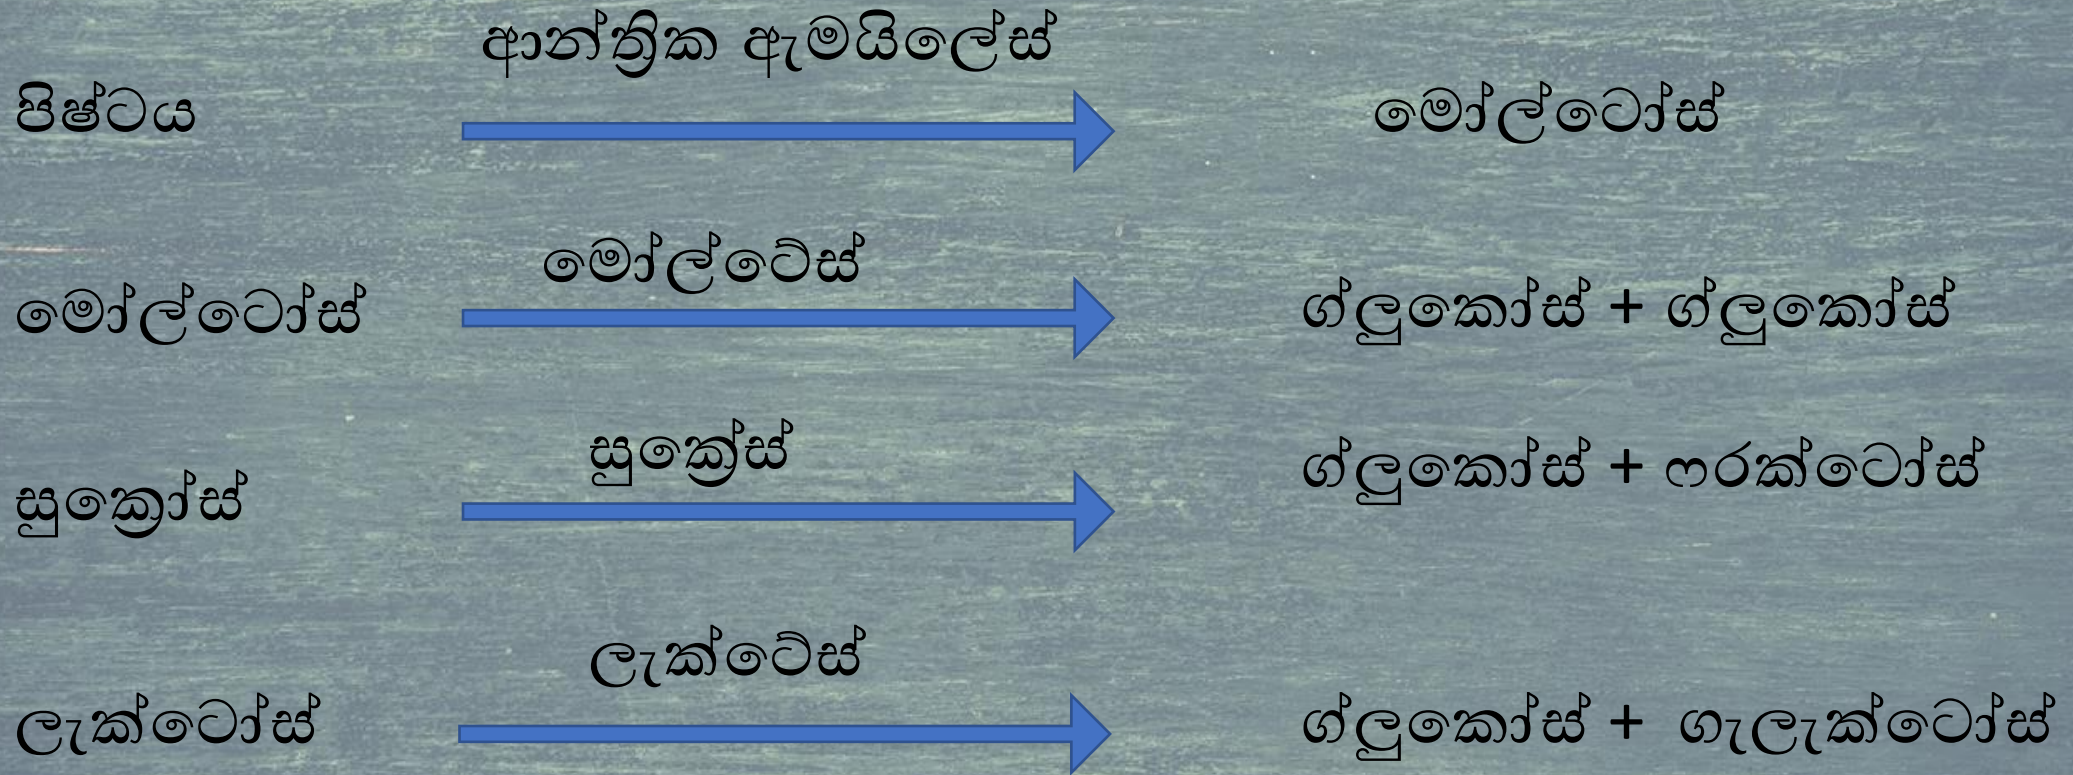 ආන්ත්‍රික ඇමයිලේස්
පිෂ්ටය
මෝල්ටෝස්
මෝල්ටේස්
මෝල්ටෝස්
ග්ලුකෝස් + ග්ලුකෝස්
සුක්‍රේස්
සුක්‍රෝස්
ග්ලුකෝස් + ෆරක්ටෝස්
ලැක්ටේස්
ලැක්ටෝස්
ග්ලුකෝස් + ගැලැක්ටෝස්